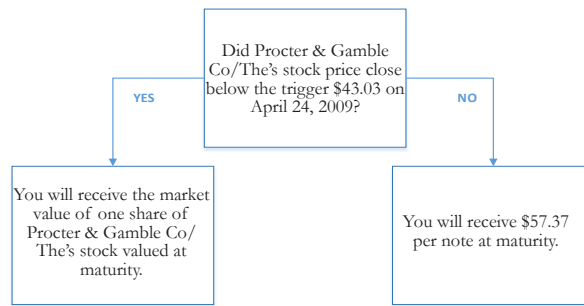 Did Procter & Gamble
Co/The's stock price close
below the trigger $43.03 on
April 24, 2009?
YES
NO
You will receive the market
value of one share of
Procter & Gamble Co/
The's stock valued at
maturity.
You will receive $57.37
per note at maturity.